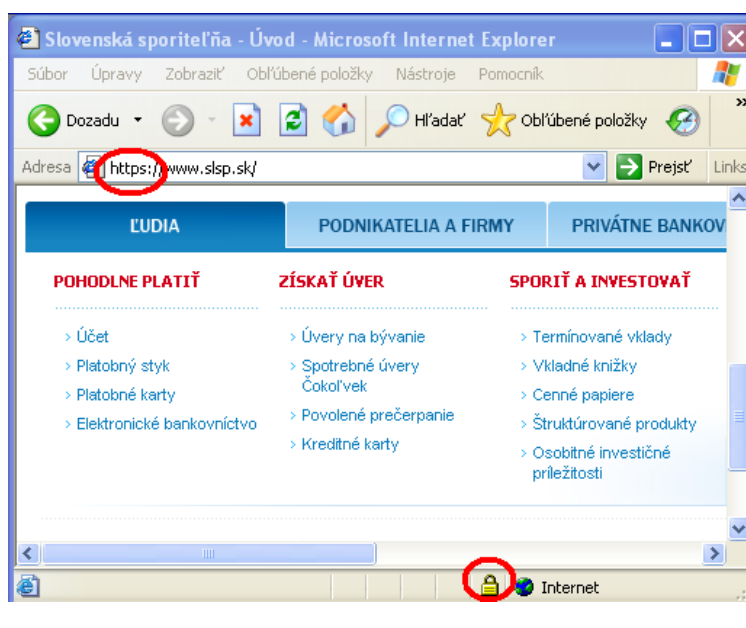 Slovenská sporiteľňa - Úvod - Microsoft Internet Explorer
Súbor Úpravy Zobraziť Obľúbené položky Nástroje Pomocník
Dozadu Hľadať Obľúbené položky »
Adresa https://www.slsp.sk/ Prejsť Links
ĽUDIA PODNIKATELIA A FIRMY PRIVÁTNE BANKOV
POHODLNE PLATIŤ ZÍSKAŤ ÚVER SPORIŤ A INVESTOVAŤ
> Účet > Úvery na bývanie > Termínované vklady
> Platobný styk > Spotrebné úvery > Vkladné knižky
Čokoľvek
> Platobné karty > Povolené prečerpanie > Cenné papiere
> Elektronické bankovníctvo > Kreditné karty > Štruktúrované produkty
> Osobitné investičné
príležitosti
Internet